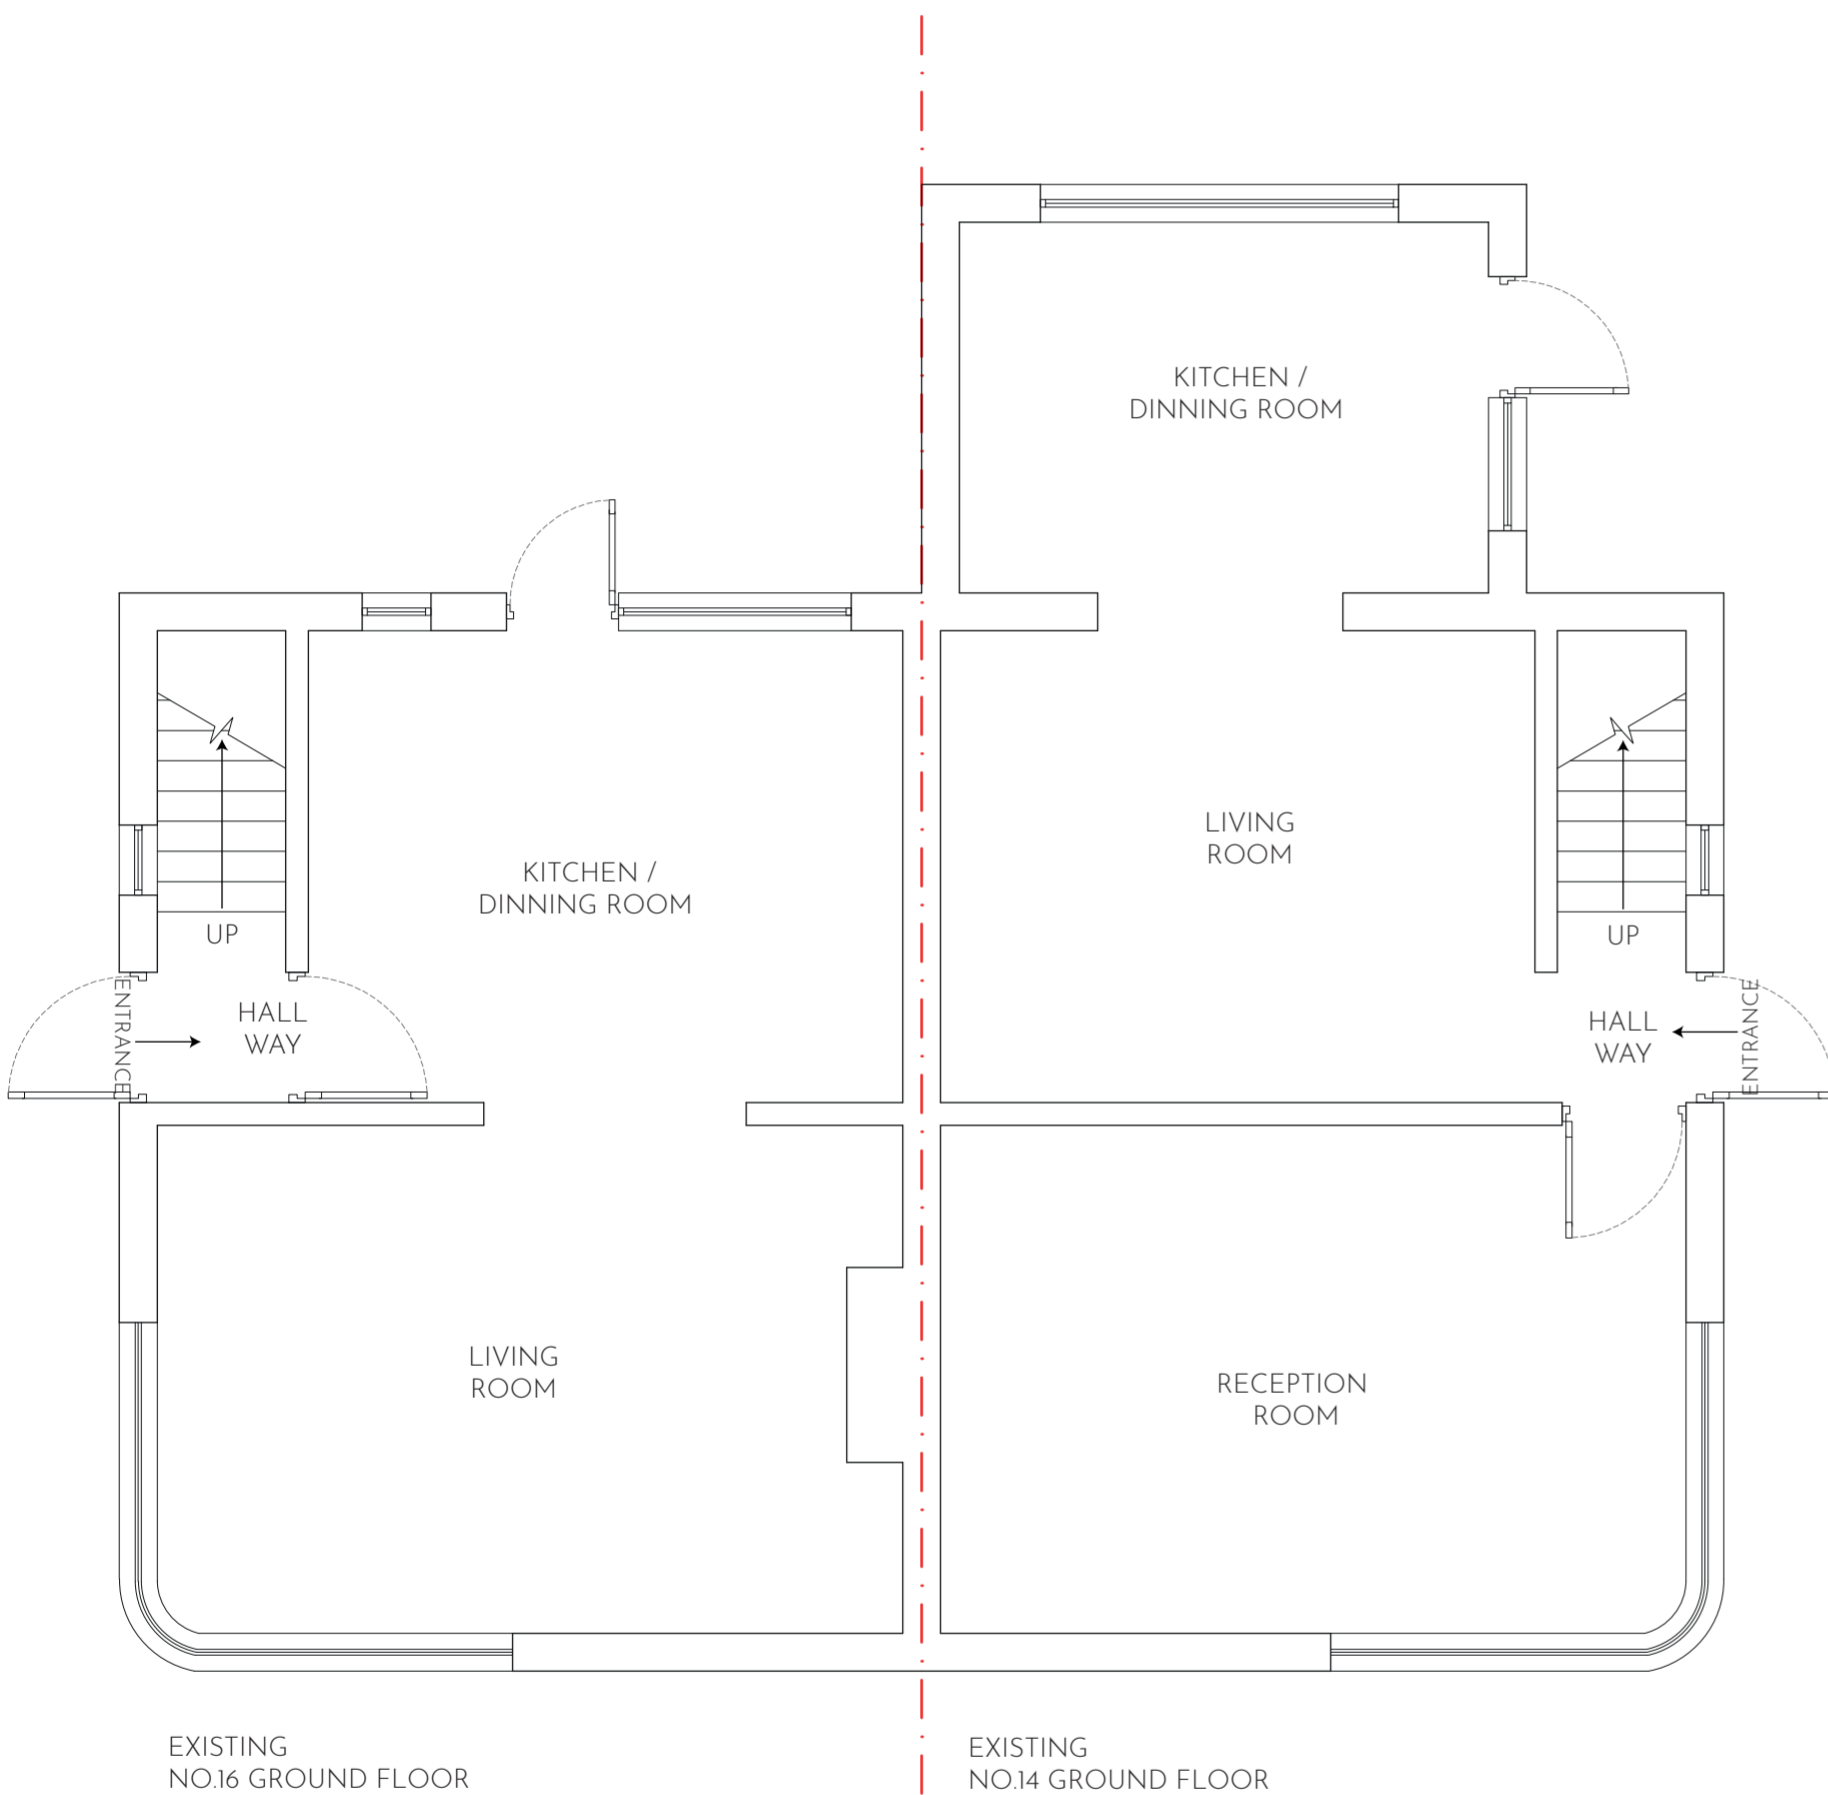 KITCHEN /
DINNING ROOM
KITCHEN /
DINNING ROOM
LIVING
ROOM
UP
UP
ENTRANCE
HALL
WAY
HALL
WAY
ENTRANCE
LIVING
ROOM
RECEPTION
ROOM
EXISTING
NO.16 GROUND FLOOR
EXISTING
NO.14 GROUND FLOOR